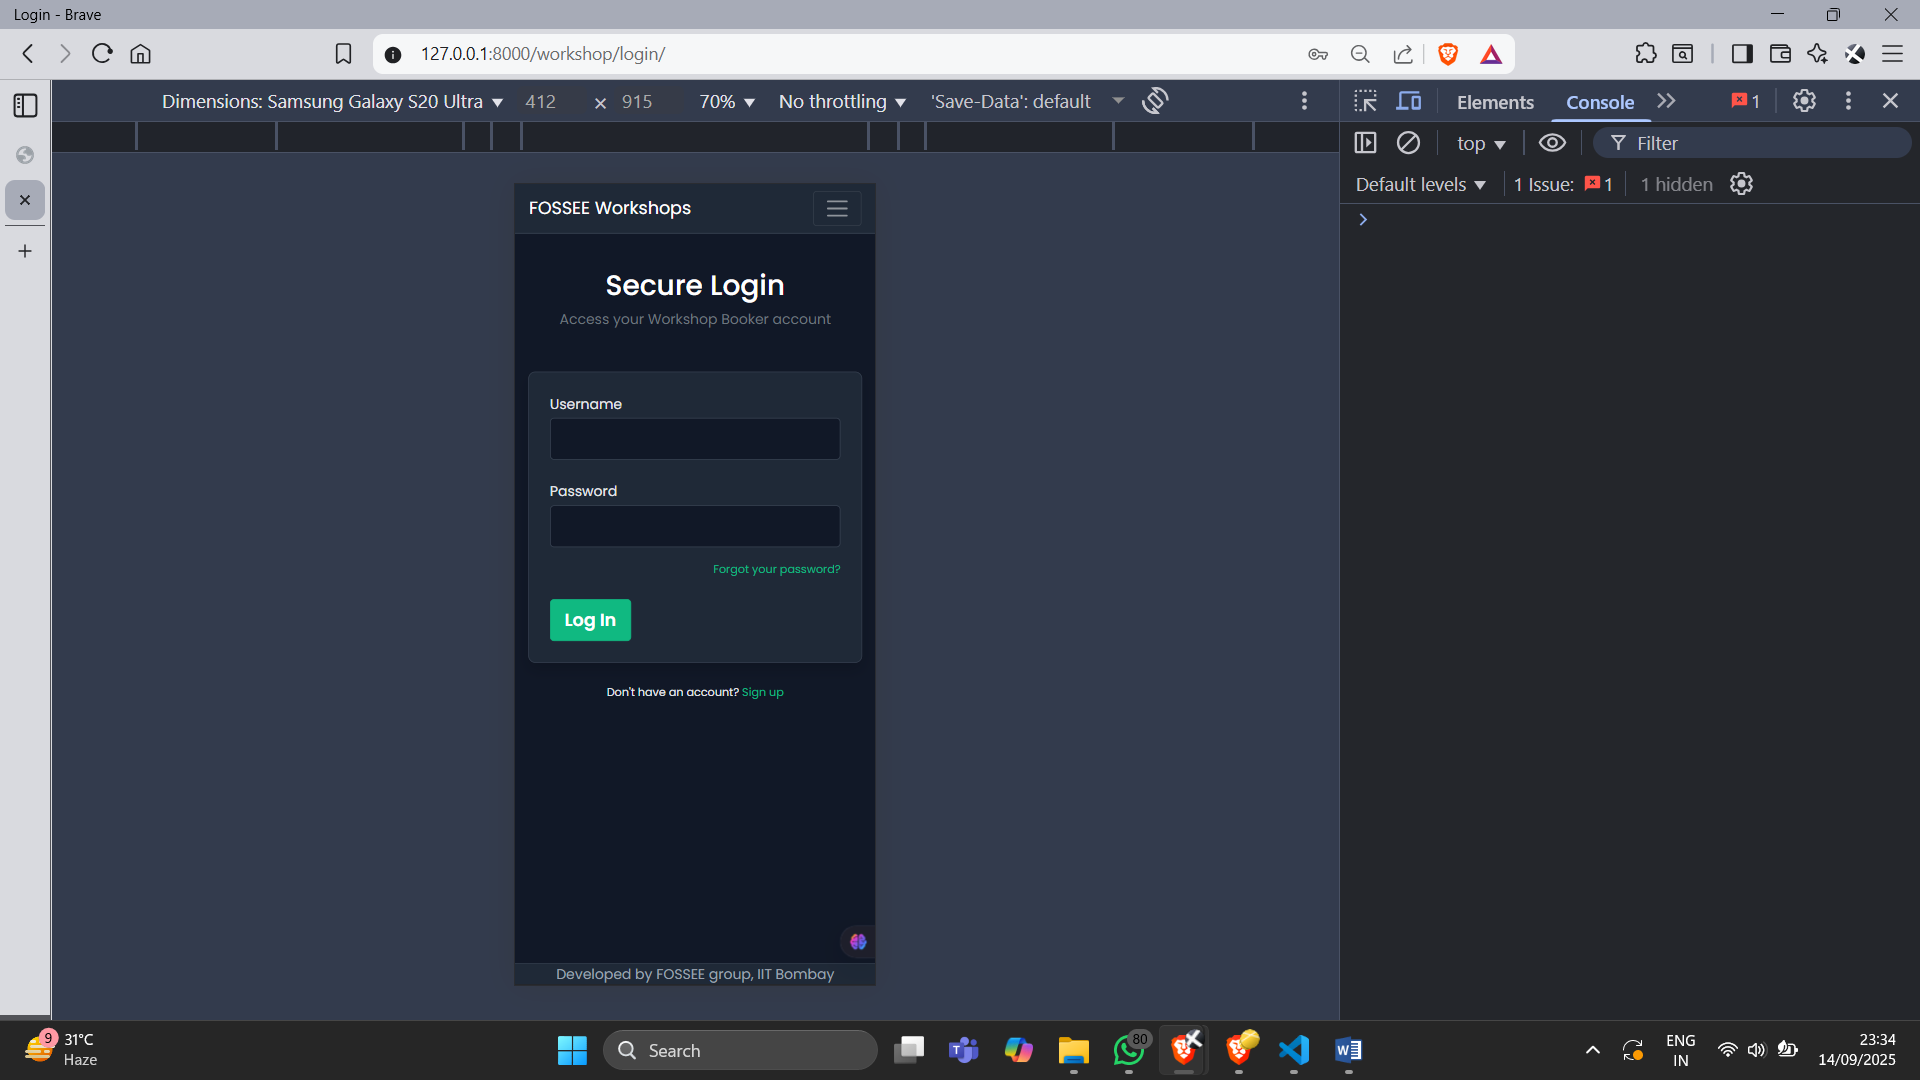 Login - Brave
127.0.0.1:8000/workshop/login/
Dimensions: Samsung Galaxy S20 Ultra 412 × 915 70% No throttling 'Save-Data': default
Elements Console 1
top Filter
Default levels 1 Issue: 1 1 hidden
FOSSEE Workshops
Secure Login
Access your Workshop Booker account
Username
Password
Forgot your password?
Log In
Don't have an account? Sign up
Developed by FOSSEE group, IIT Bombay
9
31°C
Haze
Search
T
80
W
ENG
IN
23:34
14/09/2025